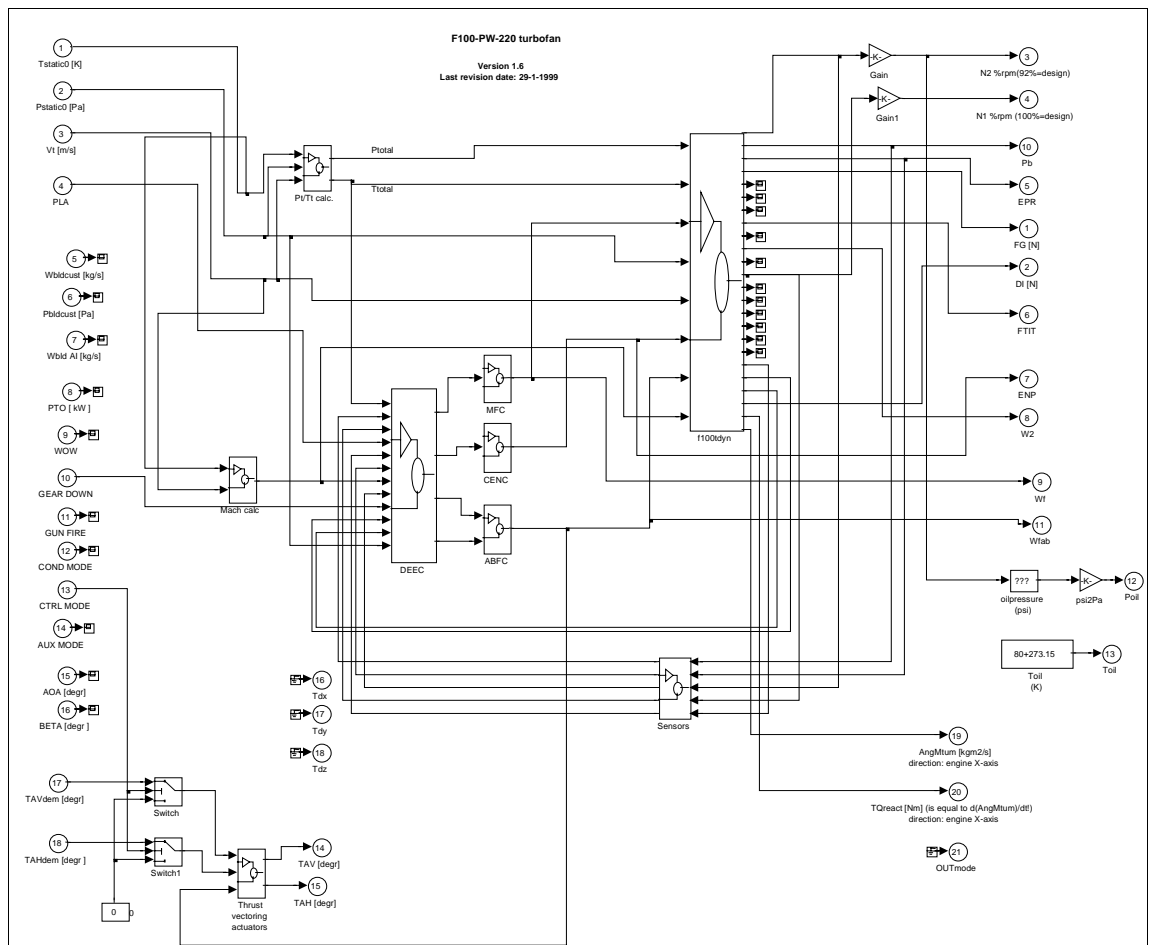 F100-PW-220 turbofan
Version 1.6
Last revision date: 29-1-1999
1
Tstatic0 [K]
2
Pstatic0 [Pa]
3
Vt [m/s]
4
PLA
5
Wbldcust [kg/s]
6
Pbldcust [Pa]
7
Wbld AI [kg/s]
8
PTO [ kW ]
9
WOW
10
GEAR DOWN
11
GUN FIRE
12
COND MODE
13
CTRL MODE
14
AUX MODE
15
AOA [degr]
16
BETA [degr ]
17
TAVdem [degr]
18
TAHdem [degr ]
0
0
Switch
Switch1
Thrust
vectoring
actuators
14
TAV [degr]
15
TAH [degr]
Pt/Tt calc.
Ptotal
Ttotal
Mach calc
DEEC
MFC
CENC
ABFC
16
Tdx
17
Tdy
18
Tdz
f100tdyn
Sensors
-K-
Gain
-K-
Gain1
3
N2 %rpm(92%=design)
4
N1 %rpm (100%=design)
10
Pb
5
EPR
1
FG [N]
2
DI [N]
6
FTIT
7
ENP
8
W2
9
Wf
11
Wfab
???
oilpressure
(psi)
-K-
psi2Pa
12
Poil
80+273.15
Toil
(K)
13
Toil
19
AngMtum [kgm2/s]
direction: engine X-axis
20
TQreact [Nm] (is equal to d(AngMtum)/dt!)
direction: engine X-axis
21
OUTmode